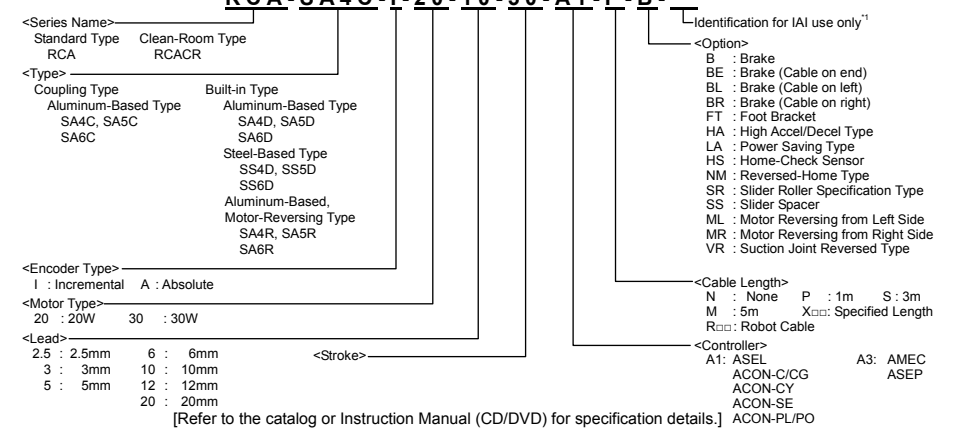 RCA-SA4C-I-20-10-50-A1-P-B-
<Series Name>
Standard Type Clean-Room Type
RCA RCACR
<Type>
Coupling Type Built-in Type
Aluminum-Based Type Aluminum-Based Type
SA4C, SA5C SA4D, SA5D
SA6C SA6D
Steel-Based Type
SS4D, SS5D
SS6D
Aluminum-Based,
Motor-Reversing Type
SA4R, SA5R
SA6R
<Encoder Type>
I : Incremental A : Absolute
<Motor Type>
20 : 20W 30 : 30W
<Lead>
2.5 : 2.5mm 6 : 6mm
3 : 3mm 10 : 10mm
5 : 5mm 12 : 12mm
20 : 20mm
<Stroke>
Identification for IAI use only*1
<Option>
B : Brake
BE : Brake (Cable on end)
BL : Brake (Cable on left)
BR : Brake (Cable on right)
FT : Foot Bracket
HA : High Accel/Decel Type
LA : Power Saving Type
HS : Home-Check Sensor
NM : Reversed-Home Type
SR : Slider Roller Specification Type
SS : Slider Spacer
ML : Motor Reversing from Left Side
MR : Motor Reversing from Right Side
VR : Suction Joint Reversed Type
<Cable Length>
N : None P : 1m S : 3m
M : 5m X□□: Specified Length
R□□: Robot Cable
<Controller>
A1: ASEL A3: AMEC
ACON-C/CG ASEP
ACON-CY
ACON-SE
ACON-PL/PO
[Refer to the catalog or Instruction Manual (CD/DVD) for specification details.]